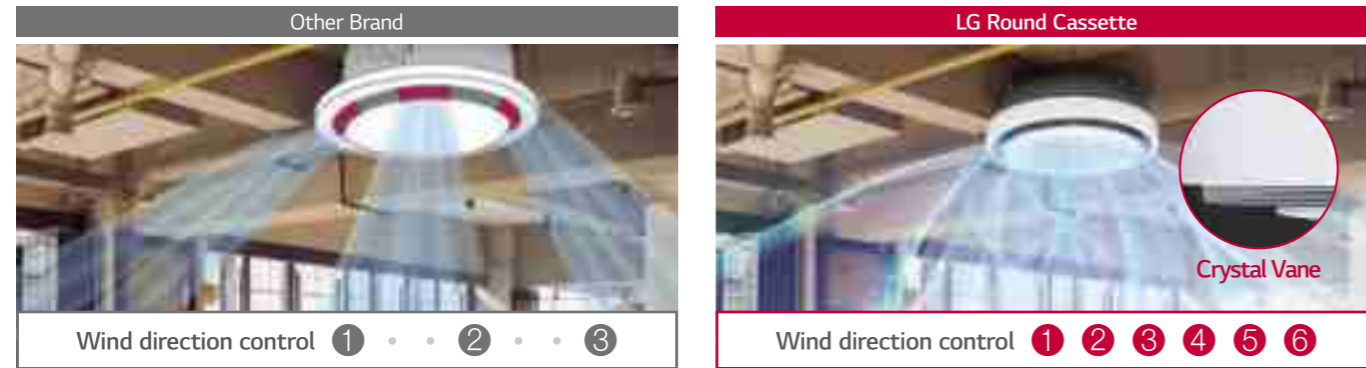 Other Brand
Wind direction control 1 2 3
LG Round Cassette
Crystal Vane
Wind direction control 1 2 3 4 5 6